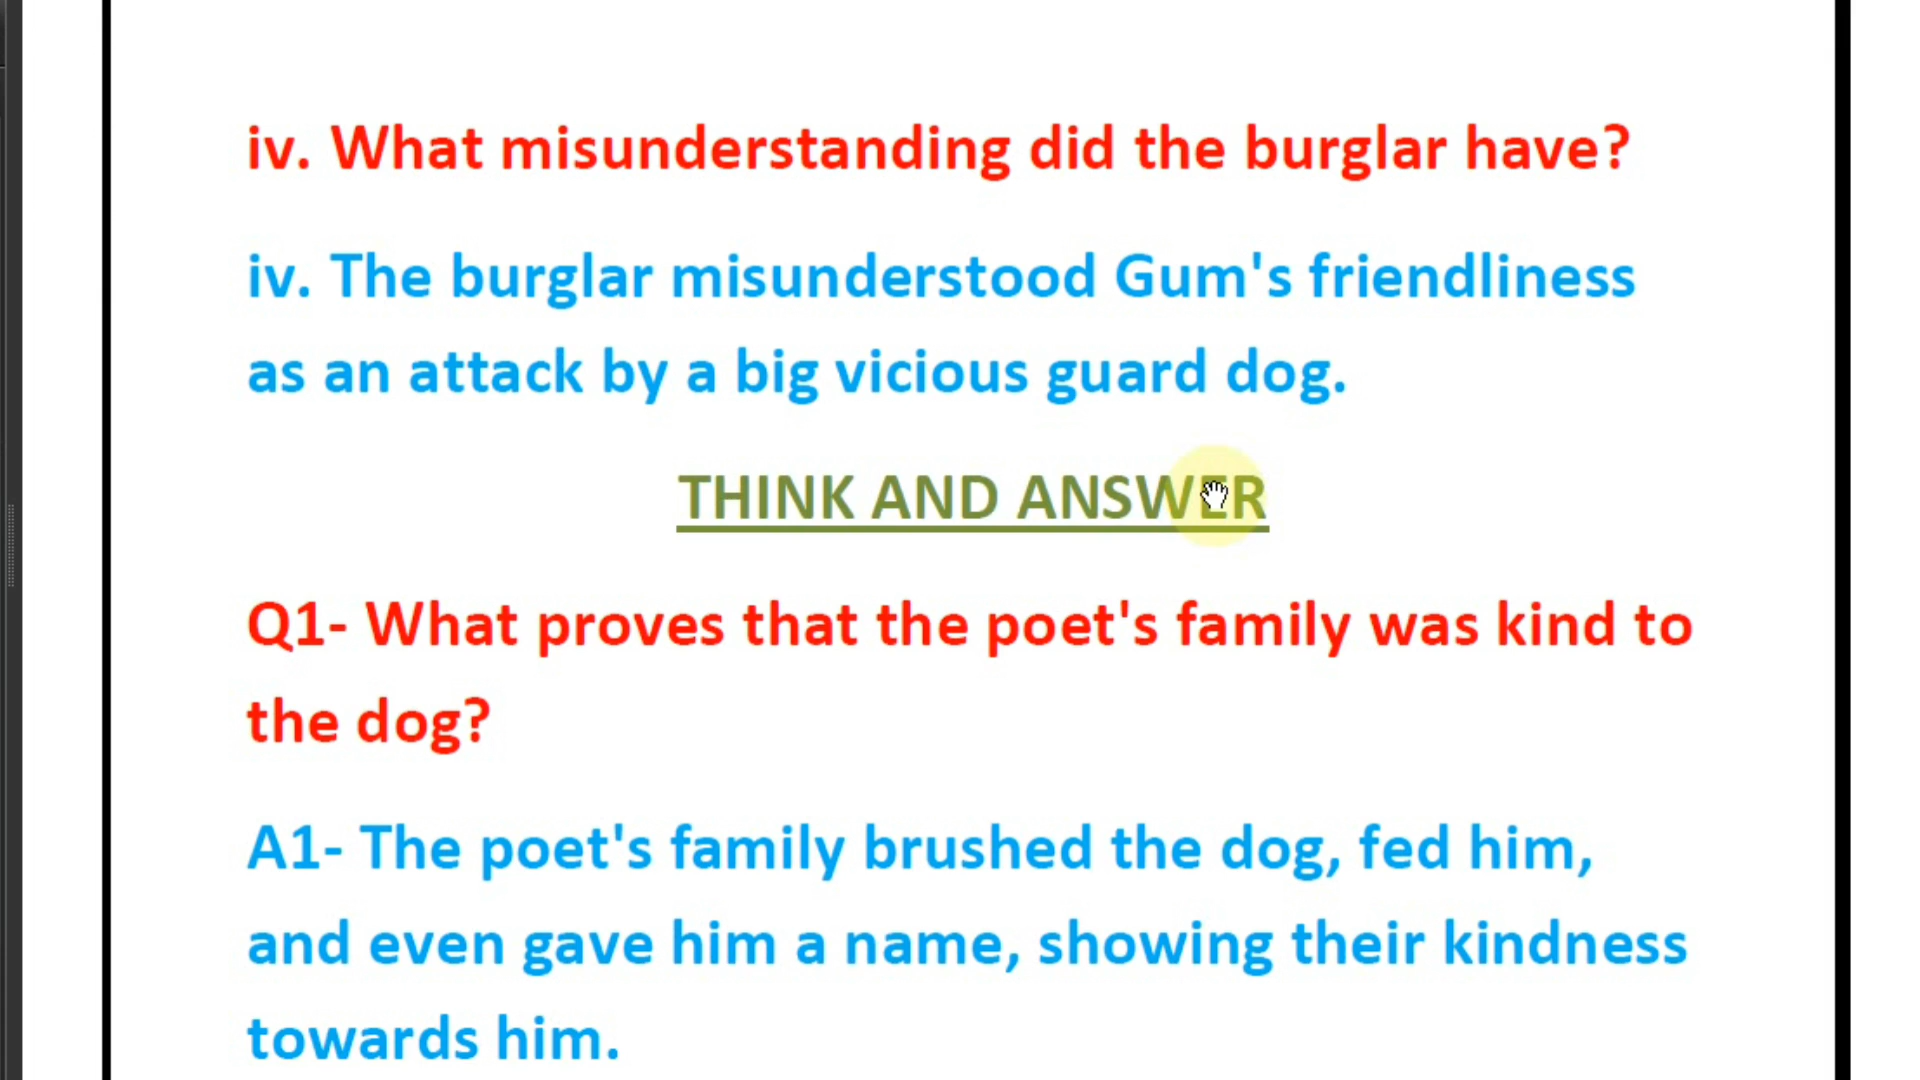 iv. What misunderstanding did the burglar have?
iv. The burglar misunderstood Gum's friendliness
as an attack by a big vicious guard dog.
THINK AND ANSWER
Q1- What proves that the poet's family was kind to
the dog?
A1- The poet's family brushed the dog, fed him,
and even gave him a name, showing their kindness
towards him.